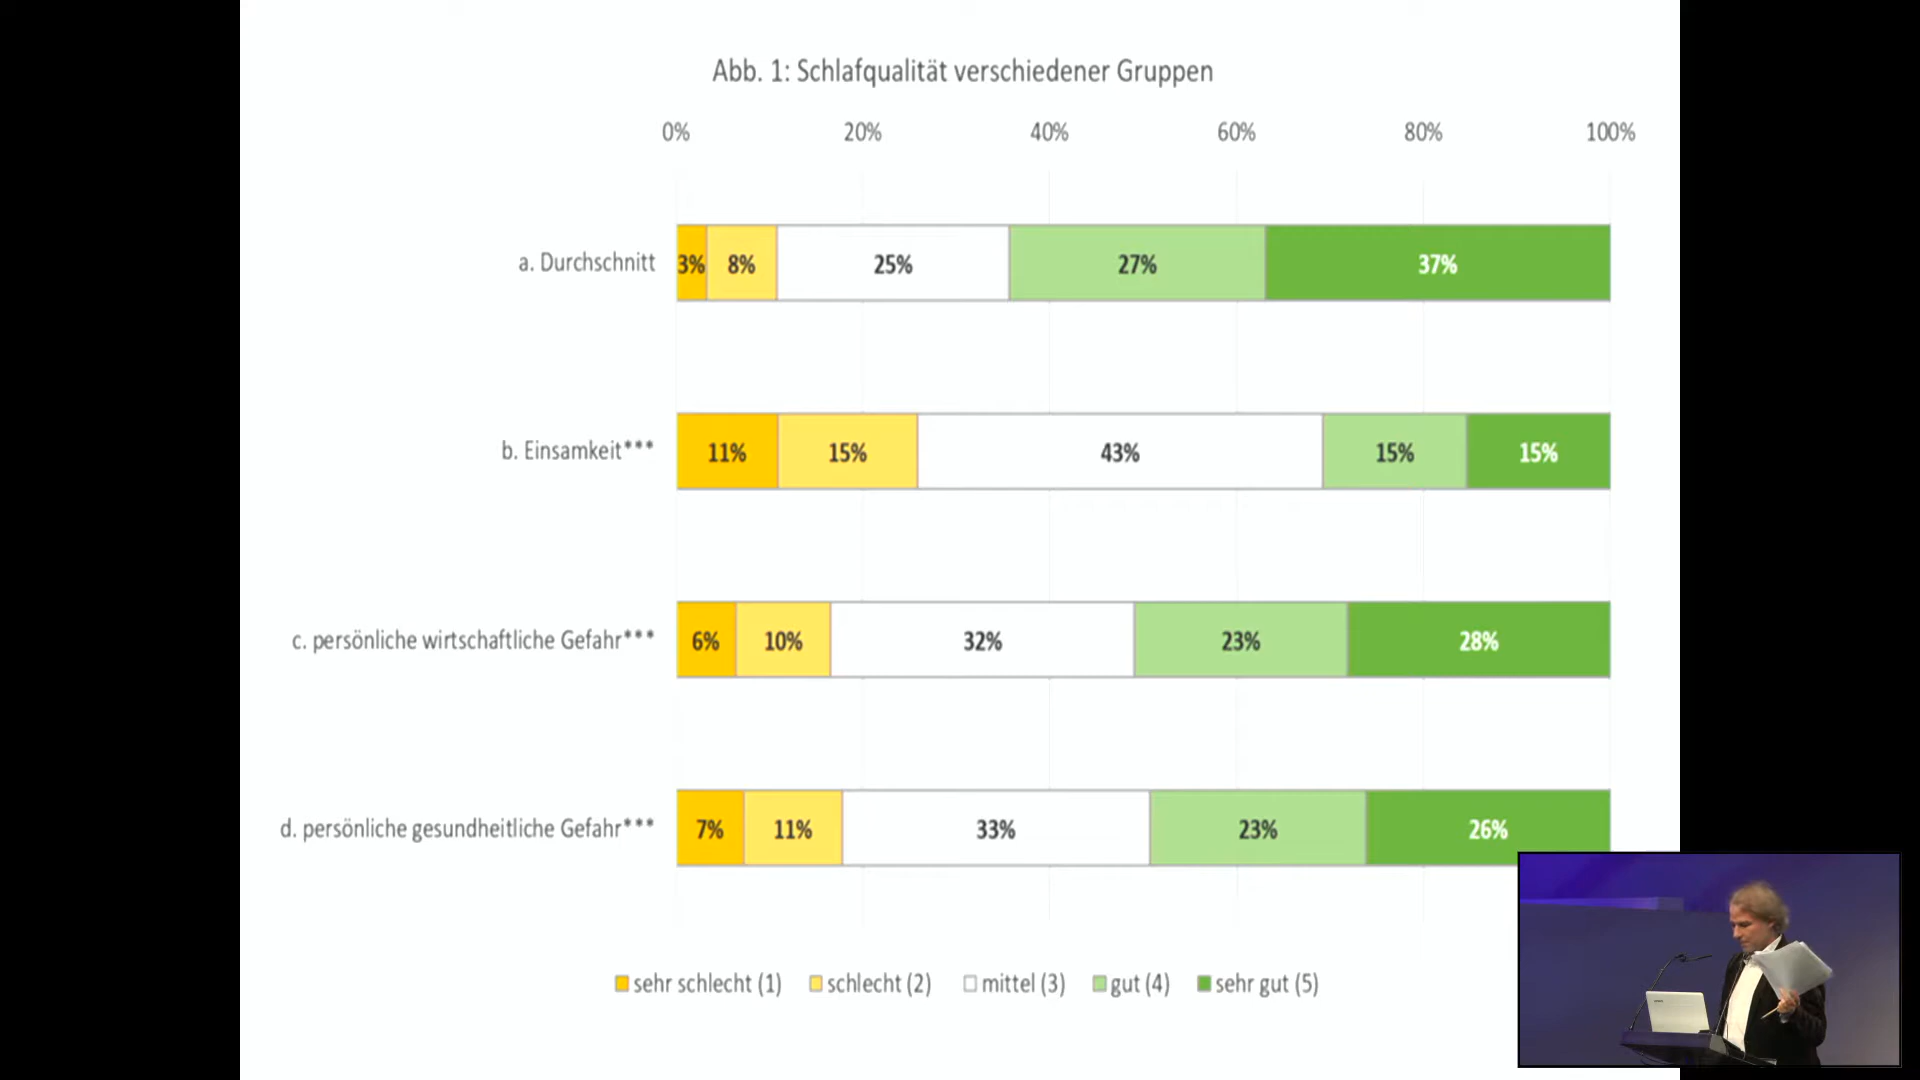 Abb. 1: Schlafqualität verschiedener Gruppen
0% 20% 40% 60% 80% 100%
a. Durchschnitt 3% 8% 25% 27% 37%
b. Einsamkeit*** 11% 15% 43% 15% 15%
c. persönliche wirtschaftliche Gefahr*** 6% 10% 32% 23% 28%
d. persönliche gesundheitliche Gefahr*** 7% 11% 33% 23% 26%
sehr schlecht (1) schlecht (2) mittel (3) gut (4) sehr gut (5)